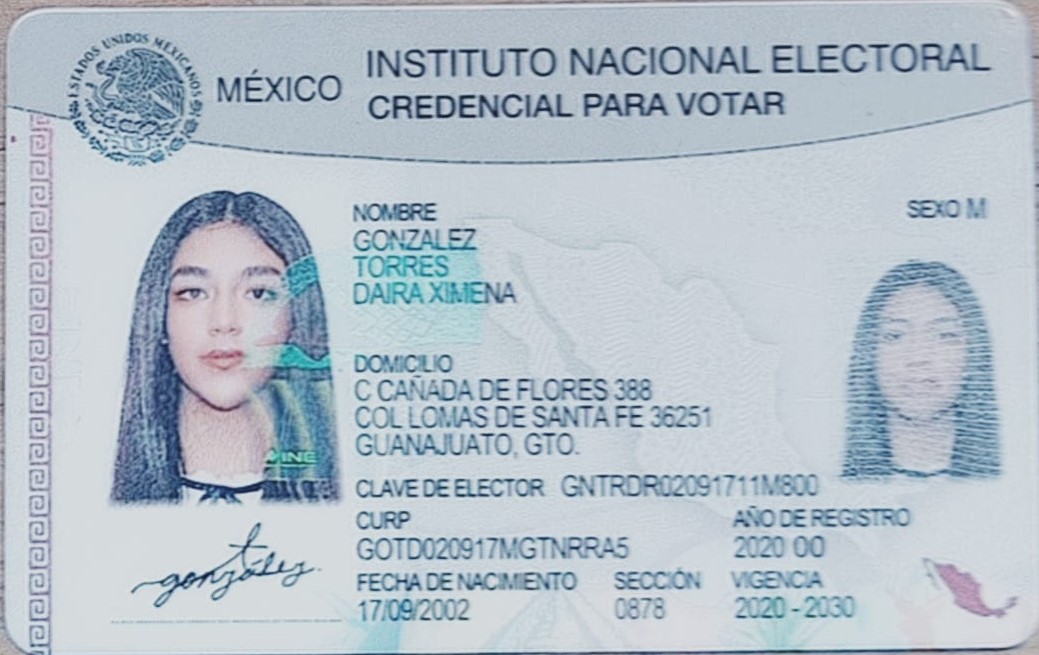 ESTADOS UNIDOS MEXICANOS
MÉXICO
INSTITUTO NACIONAL ELECTORAL
CREDENCIAL PARA VOTAR
NOMBRE
GONZALEZ
TORRES
DAIRA XIMENA
SEXO M
DOMICILIO
C CAÑADA DE FLORES 388
COL LOMAS DE SANTA FE 36251
GUANAJUATO, GTO.
INE
CLAVE DE ELECTOR GNTRDR02091711M800
CURP
GOTD020917MGTNRRA5
AÑO DE REGISTRO
2020 00
FECHA DE NACIMIENTO
17/09/2002
SECCIÓN
0878
VIGENCIA
2020 - 2030
gonzález